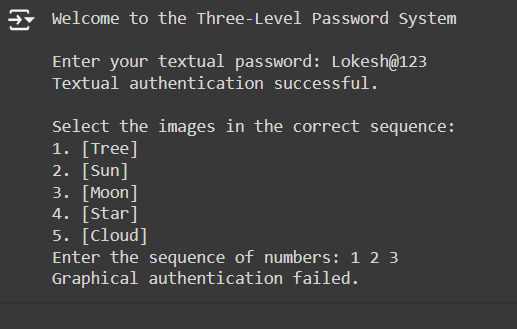 Welcome to the Three-Level Password System
Enter your textual password: Lokesh@123
Textual authentication successful.
Select the images in the correct sequence:
1. [Tree]
2. [Sun]
3. [Moon]
4. [Star]
5. [Cloud]
Enter the sequence of numbers: 1 2 3
Graphical authentication failed.